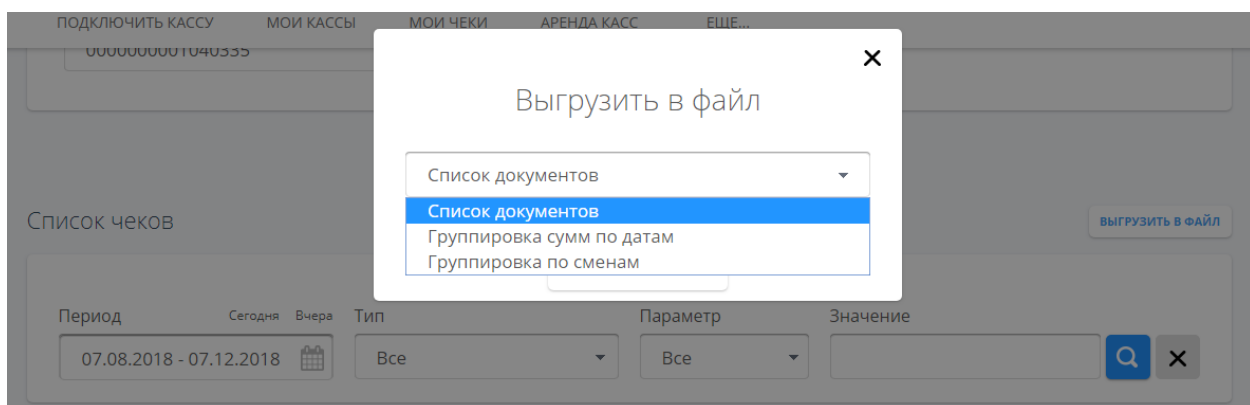 ПОДКЛЮЧИТЬ КАССУ МОИ КАССЫ МОИ ЧЕКИ АРЕНДА КАСС ЕЩЕ...
0000000001040335
Выгрузить в файл
Список документов
Список документов
Группировка сумм по датам
Группировка по сменам
Список чеков
ВЫГРУЗИТЬ В ФАЙЛ
Период Сегодня Вчера Тип Параметр Значение
07.08.2018 - 07.12.2018 Все Все